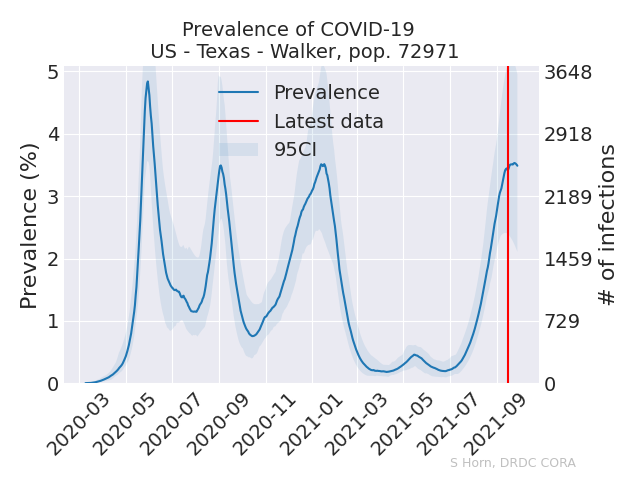 Prevalence of COVID-19
US - Texas - Walker, pop. 72971
Prevalence
Latest data
95CI
Prevalence (%)
5
4
3
2
1
0
3648
2918
2189
1459
729
0
# of infections
2020-03
2020-05
2020-07
2020-09
2020-11
2021-01
2021-03
2021-05
2021-07
2021-09
S Horn, DRDC CORA